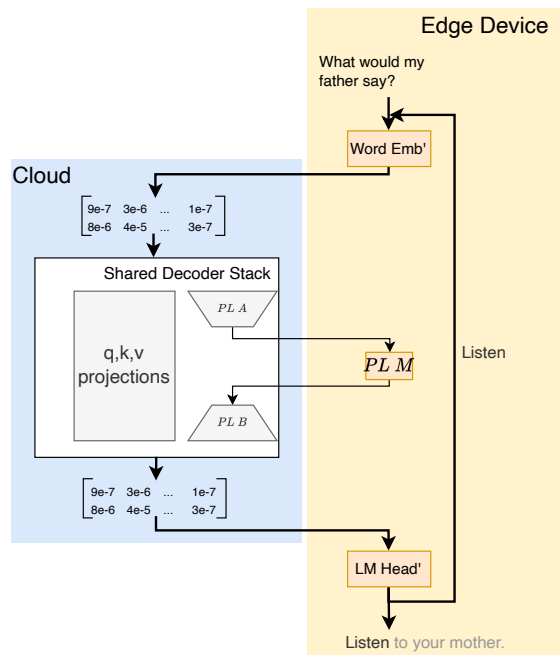 Edge Device
What would my
father say?
Word Emb'
Cloud
9e-7 3e-6 ... 1e-7
8e-6 4e-5 ... 3e-7
Shared Decoder Stack
PL A
q,k,v
projections
PL M
Listen
PL B
9e-7 3e-6 ... 1e-7
8e-6 4e-5 ... 3e-7
LM Head'
Listen to your mother.